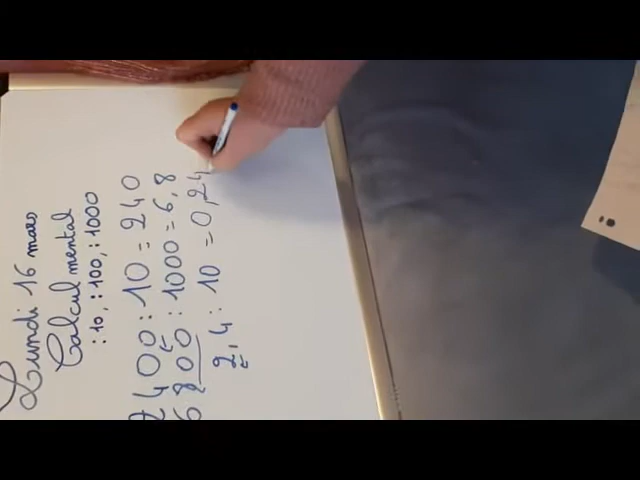 Lundi 16 mars
Calcul mental
: 10, : 100, : 1000
2400 : 10 = 240
6800 : 1000 = 6,8
2,4 : 10 = 0,24